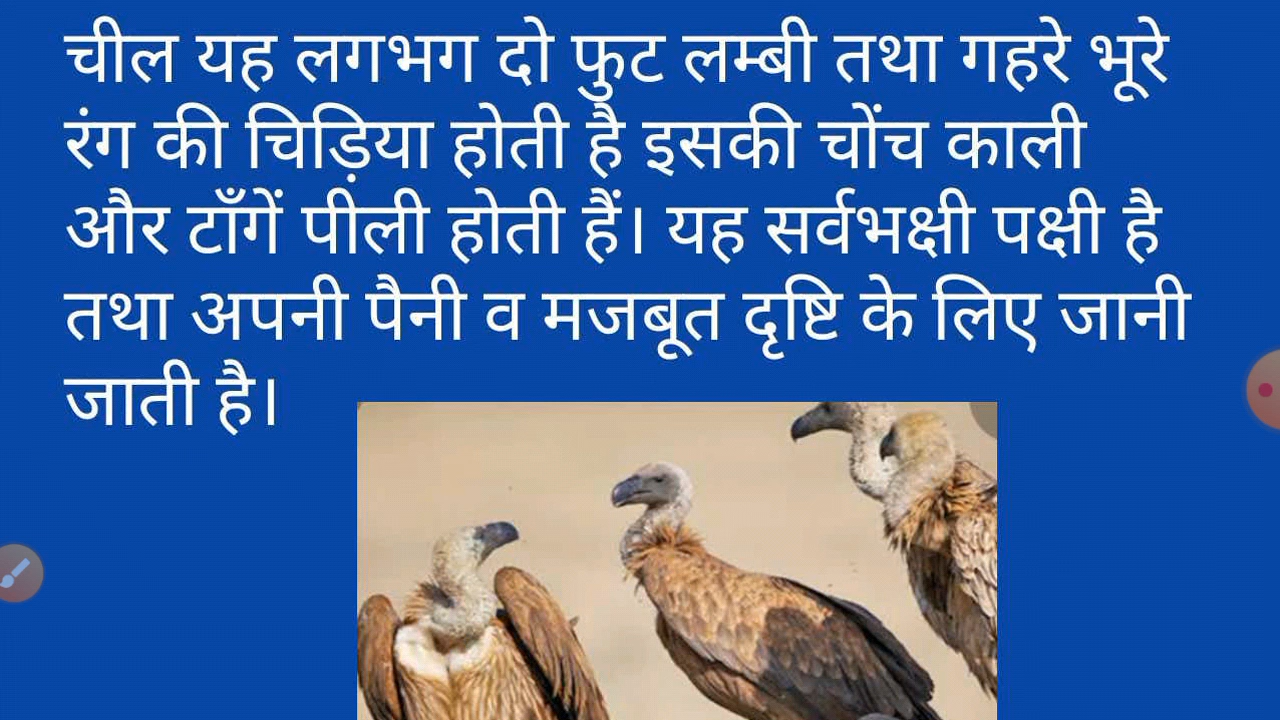 चील यह लगभग दो फुट लम्बी तथा गहरे भूरे
रंग की चिड़िया होती है इसकी चोंच काली
और टाँगें पीली होती हैं। यह सर्वभक्षी पक्षी है
तथा अपनी पैनी व मजबूत दृष्टि के लिए जानी
जाती है।